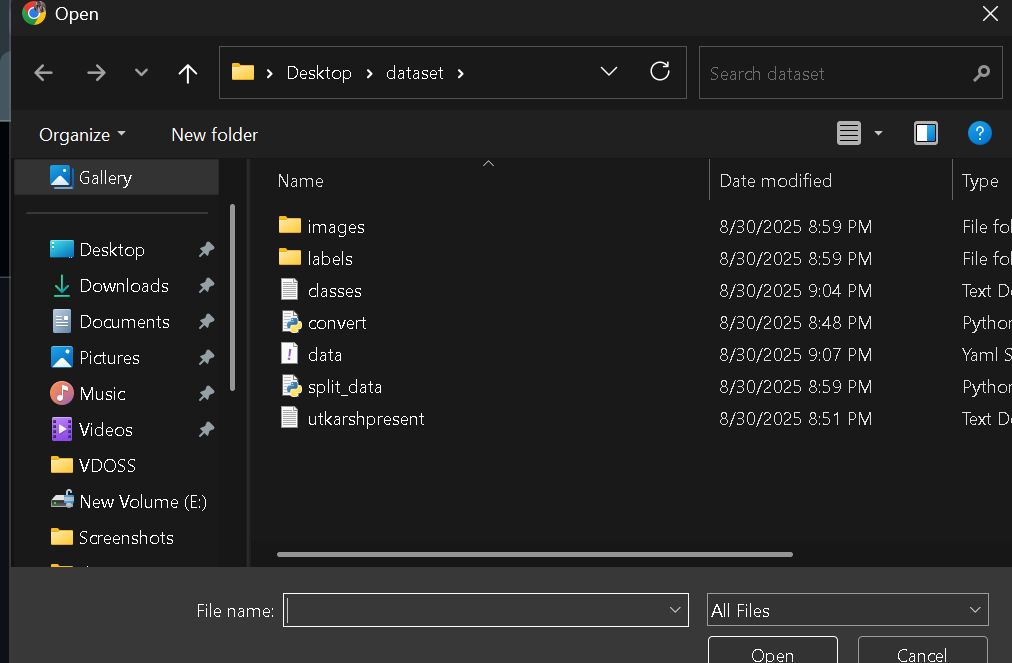 Open
Desktop > dataset >
Search dataset
Organize
New folder
?
Gallery
Desktop
Downloads
Documents
Pictures
Music
Videos
VDOSS
New Volume (E:)
Screenshots
Name Date modified Type
images 8/30/2025 8:59 PM File fol
labels 8/30/2025 8:59 PM File fol
classes 8/30/2025 9:04 PM Text Do
convert 8/30/2025 8:48 PM Python
data 8/30/2025 9:07 PM Yaml S
split_data 8/30/2025 8:59 PM Python
utkarshpresent 8/30/2025 8:51 PM Text Do
File name:
All Files
Open
Cancel